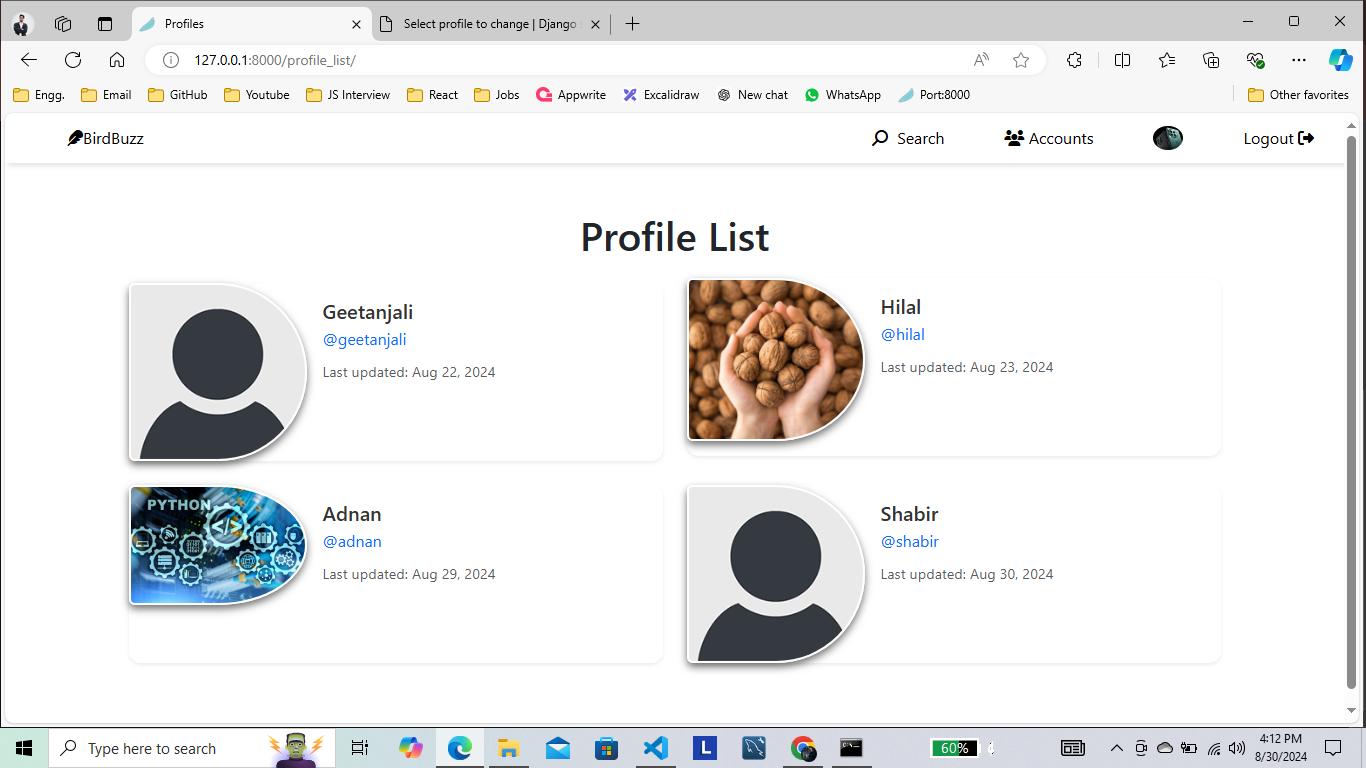 Profiles
Select profile to change | Django
127.0.0.1:8000/profile_list/
Engg.
Email
GitHub
Youtube
JS Interview
React
Jobs
Appwrite
Excalidraw
New chat
WhatsApp
Port:8000
Other favorites
BirdBuzz
Search
Accounts
Logout
Profile List
Geetanjali
@geetanjali
Last updated: Aug 22, 2024
Hilal
@hilal
Last updated: Aug 23, 2024
PYTHON
Adnan
@adnan
Last updated: Aug 29, 2024
Shabir
@shabir
Last updated: Aug 30, 2024
Type here to search
L
60%
4:12 PM
8/30/2024